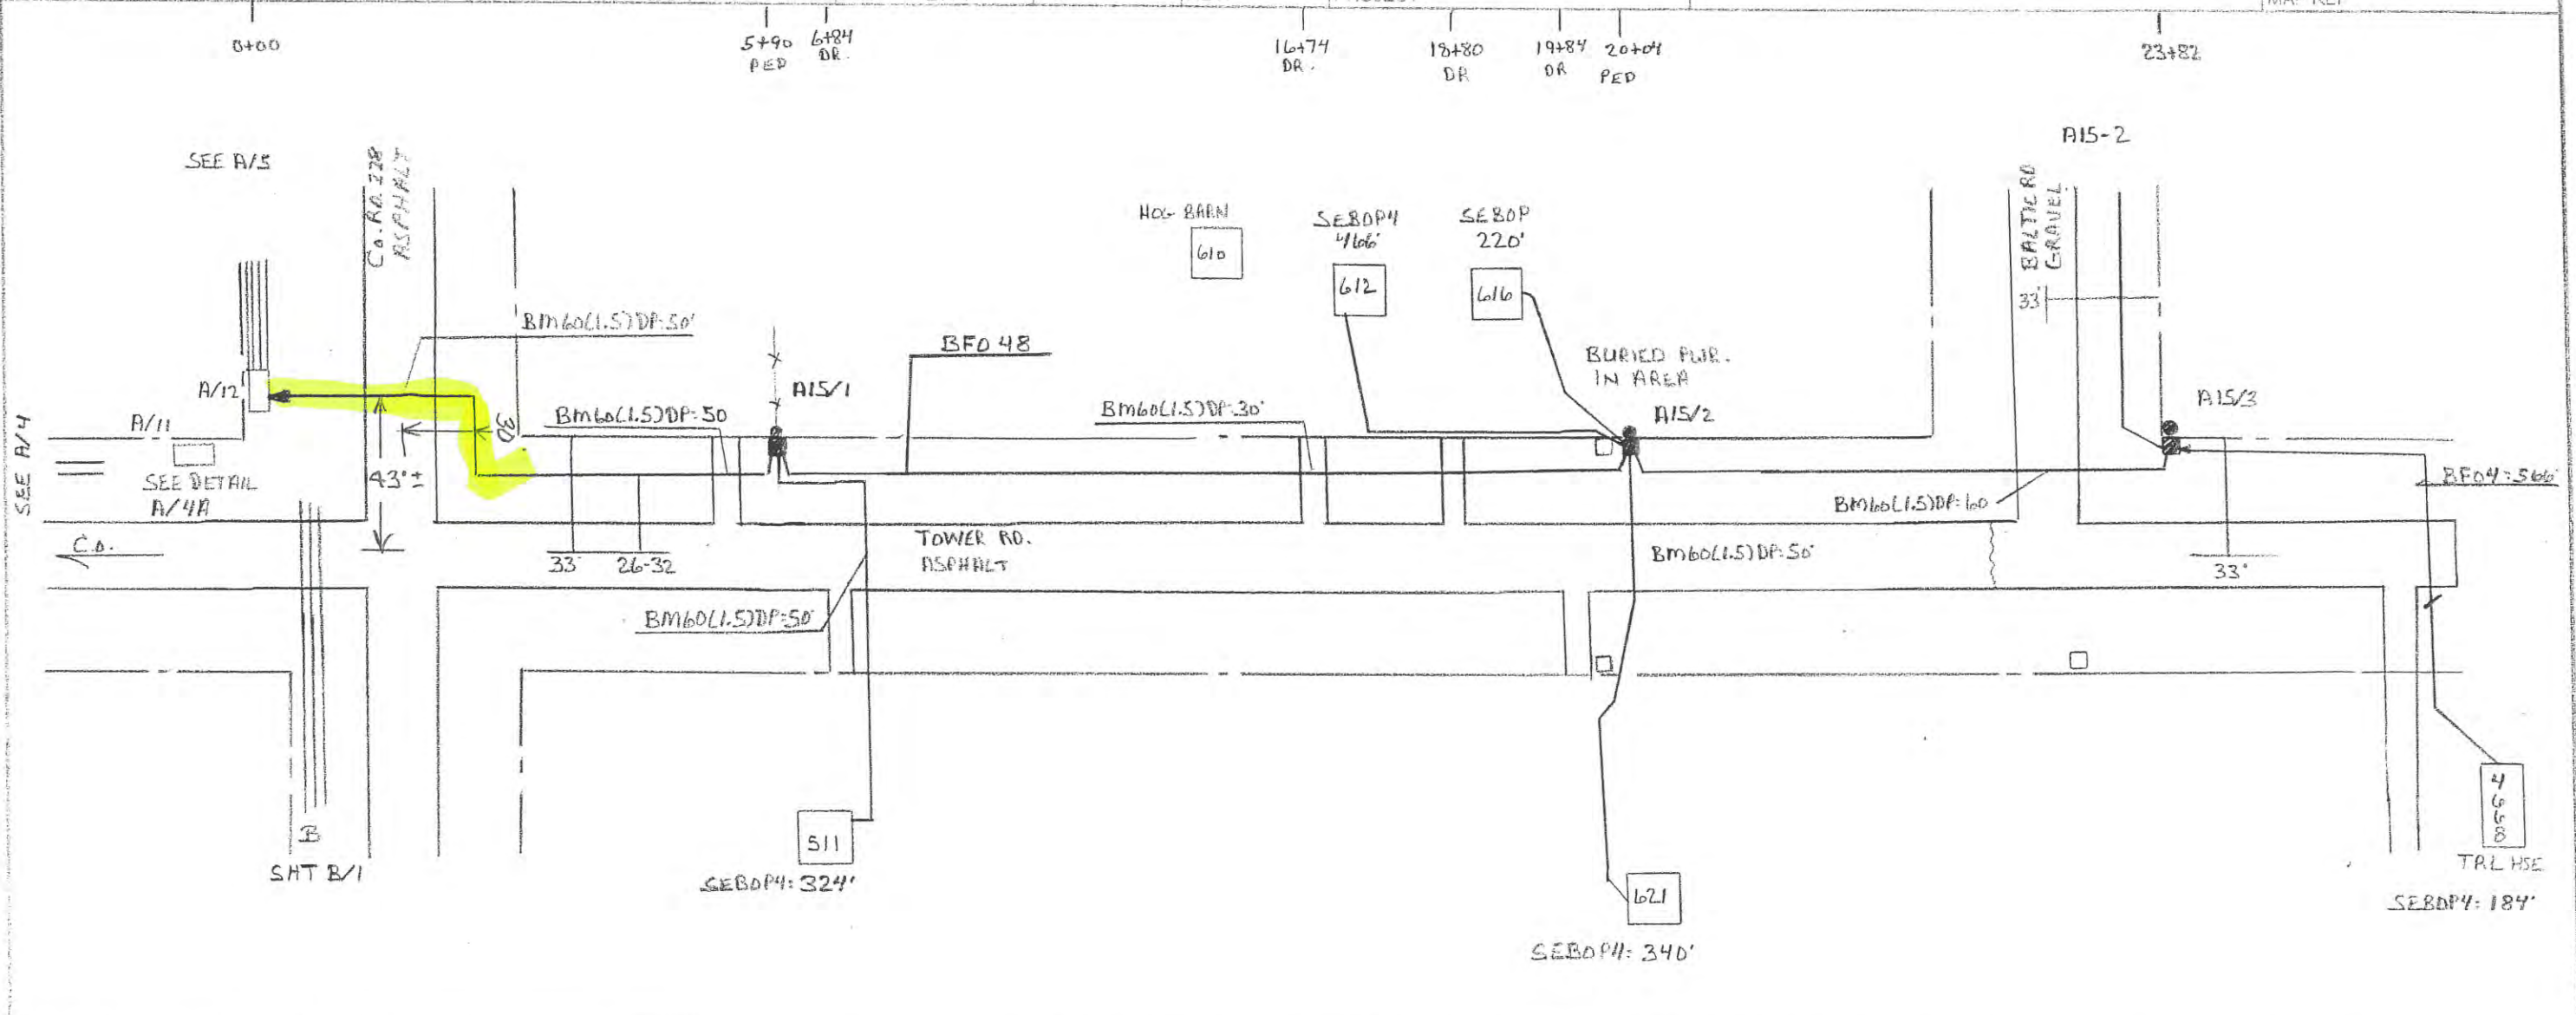 0+00
5+90
PED
6+84
DR.
16+74
DR.
18+80
DR
19+84
DR
20+04
PED
23+82
SEE A/5
Co. RD. 228
ASPHALT
HOG BARN
610
SEBOP4
466'
612
SEBOP
220'
616
A15-2
BALTIC RD
GRAVEL
33'
BM60(1.5)DP:50'
BFO 48
BURIED PWR.
IN AREA
A/12
A15/1
A15/2
A15/3
SEE A/4
A/11
SEE DETAIL
A/4A
30
43'±
BM60(1.5)DP:50
BM60(1.5)DP:30'
BM60(1.5)DP:60
BFO4:566'
C.O.
33'
26-32
TOWER RD.
ASPHALT
BM60(1.5)DP:50'
33'
BM60(1.5)DP:50'
B
SHT B/1
511
SEBOP4: 324'
621
SEBOP4: 340'
4
6
6
8
TRL HSE
SEBOP4: 184'